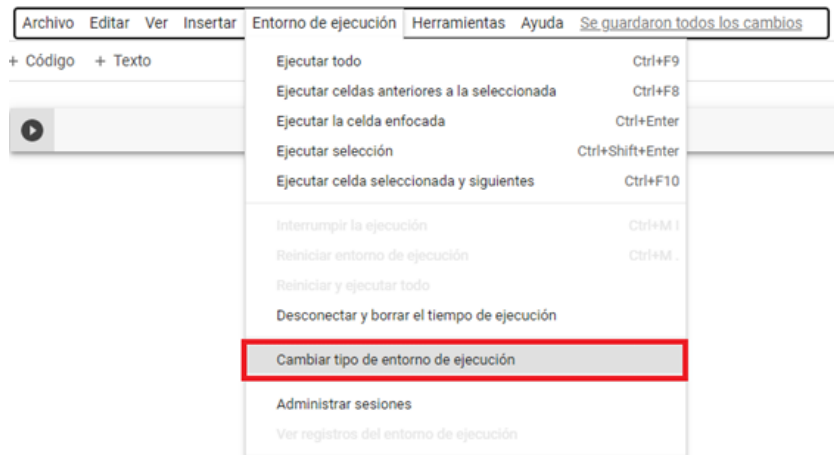 Archivo Editar Ver Insertar Entorno de ejecución Herramientas Ayuda Se guardaron todos los cambios
+ Código + Texto
Ejecutar todo Ctrl+F9
Ejecutar celdas anteriores a la seleccionada Ctrl+F8
Ejecutar la celda enfocada Ctrl+Enter
Ejecutar selección Ctrl+Shift+Enter
Ejecutar celda seleccionada y siguientes Ctrl+F10
Interrumpir la ejecución Ctrl+M I
Reiniciar entorno de ejecución Ctrl+M .
Reiniciar y ejecutar todo
Desconectar y borrar el tiempo de ejecución
Cambiar tipo de entorno de ejecución
Administrar sesiones
Ver registros del entorno de ejecución